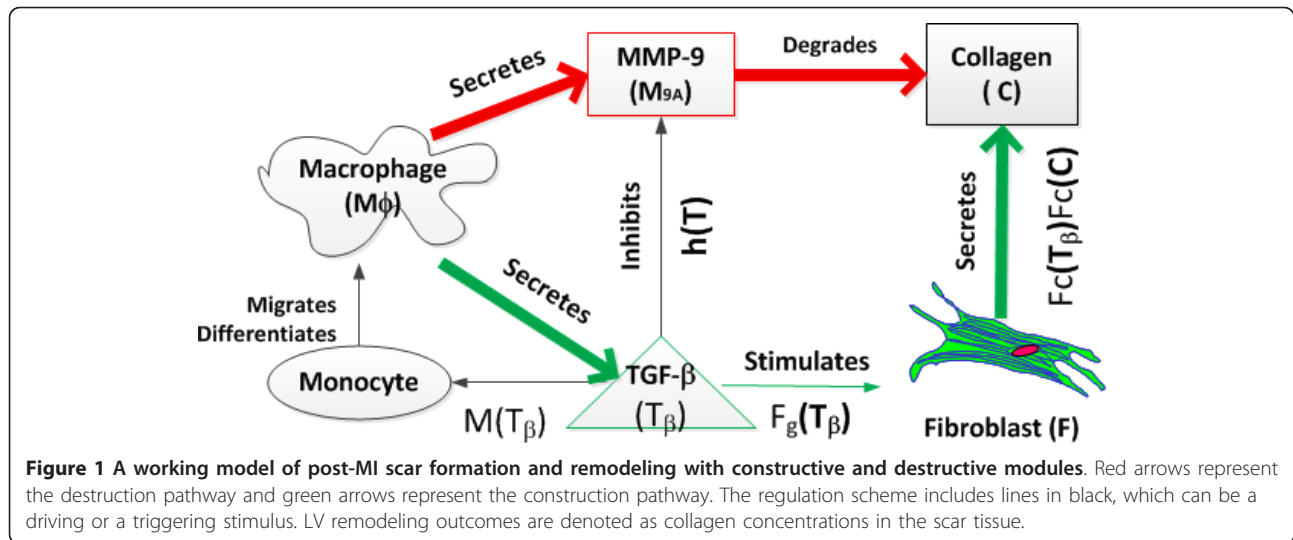 Secretes
MMP-9
(M9A)
Degrades
Collagen
( C)
Macrophage
(Mϕ)
Inhibits
h(T)
Secretes
Fc(Tβ)Fc(C)
Secretes
Migrates
Differentiates
Monocyte
M(Tβ)
TGF-β
(Tβ)
Stimulates
Fg(Tβ)
Fibroblast (F)
Figure 1 A working model of post-MI scar formation and remodeling with constructive and destructive modules. Red arrows represent
the destruction pathway and green arrows represent the construction pathway. The regulation scheme includes lines in black, which can be a
driving or a triggering stimulus. LV remodeling outcomes are denoted as collagen concentrations in the scar tissue.